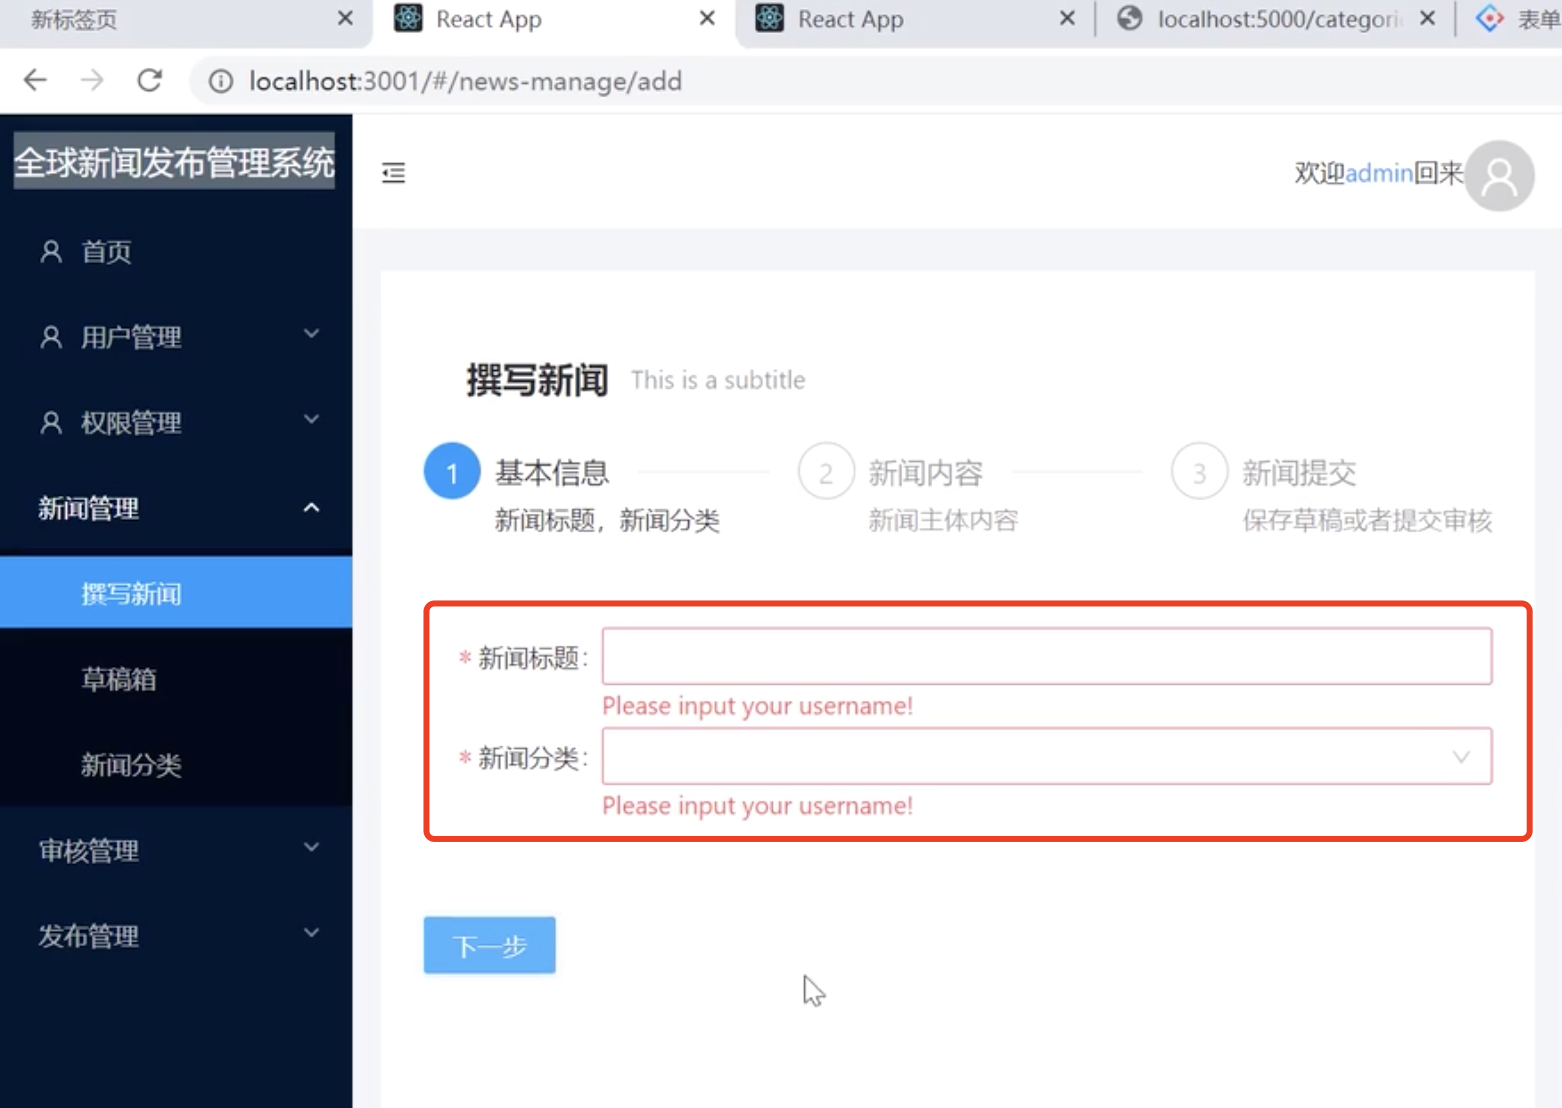 新标签页
React App
React App
localhost:5000/categori
表单
localhost:3001/#/news-manage/add
全球新闻发布管理系统
欢迎admin回来
首页
用户管理
权限管理
新闻管理
撰写新闻
草稿箱
新闻分类
审核管理
发布管理
撰写新闻 This is a subtitle
1 基本信息
新闻标题，新闻分类
2 新闻内容
新闻主体内容
3 新闻提交
保存草稿或者提交审核
* 新闻标题:
Please input your username!
* 新闻分类:
Please input your username!
下一步